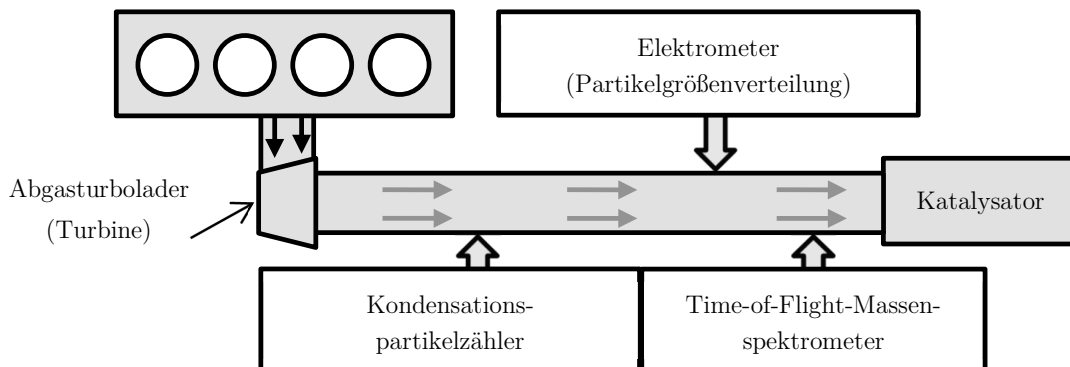 Elektrometer
(Partikelgrößenverteilung)
Abgasturbolader
(Turbine)
Katalysator
Kondensations-
partikelzähler
Time-of-Flight-Massen-
spektrometer